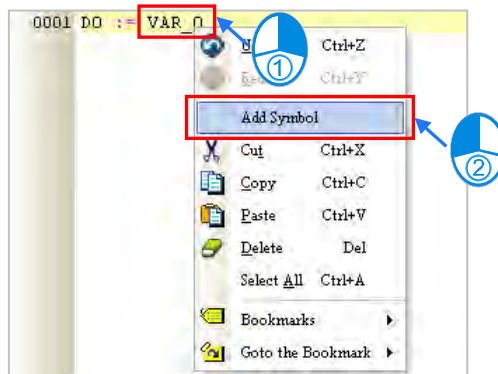 0001 DO := VAR_0
Ctrl+Z
①
Ctrl+Y
Add Symbol
②
Cut Ctrl+X
Copy Ctrl+C
Paste Ctrl+V
Delete Del
Select All Ctrl+A
Bookmarks
Goto the Bookmark